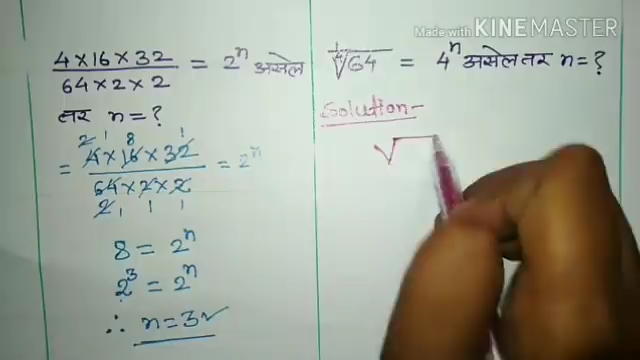 Made with KINEMASTER
4×16×32 / 64×2×2 = 2ⁿ असेल
तर n=?
= 4×16×32 / 64×2×2 = 2ⁿ
8 = 2ⁿ
2³ = 2ⁿ
∴ n=3✓
√64 = 4ⁿ असेल तर n=?
Solution-
√